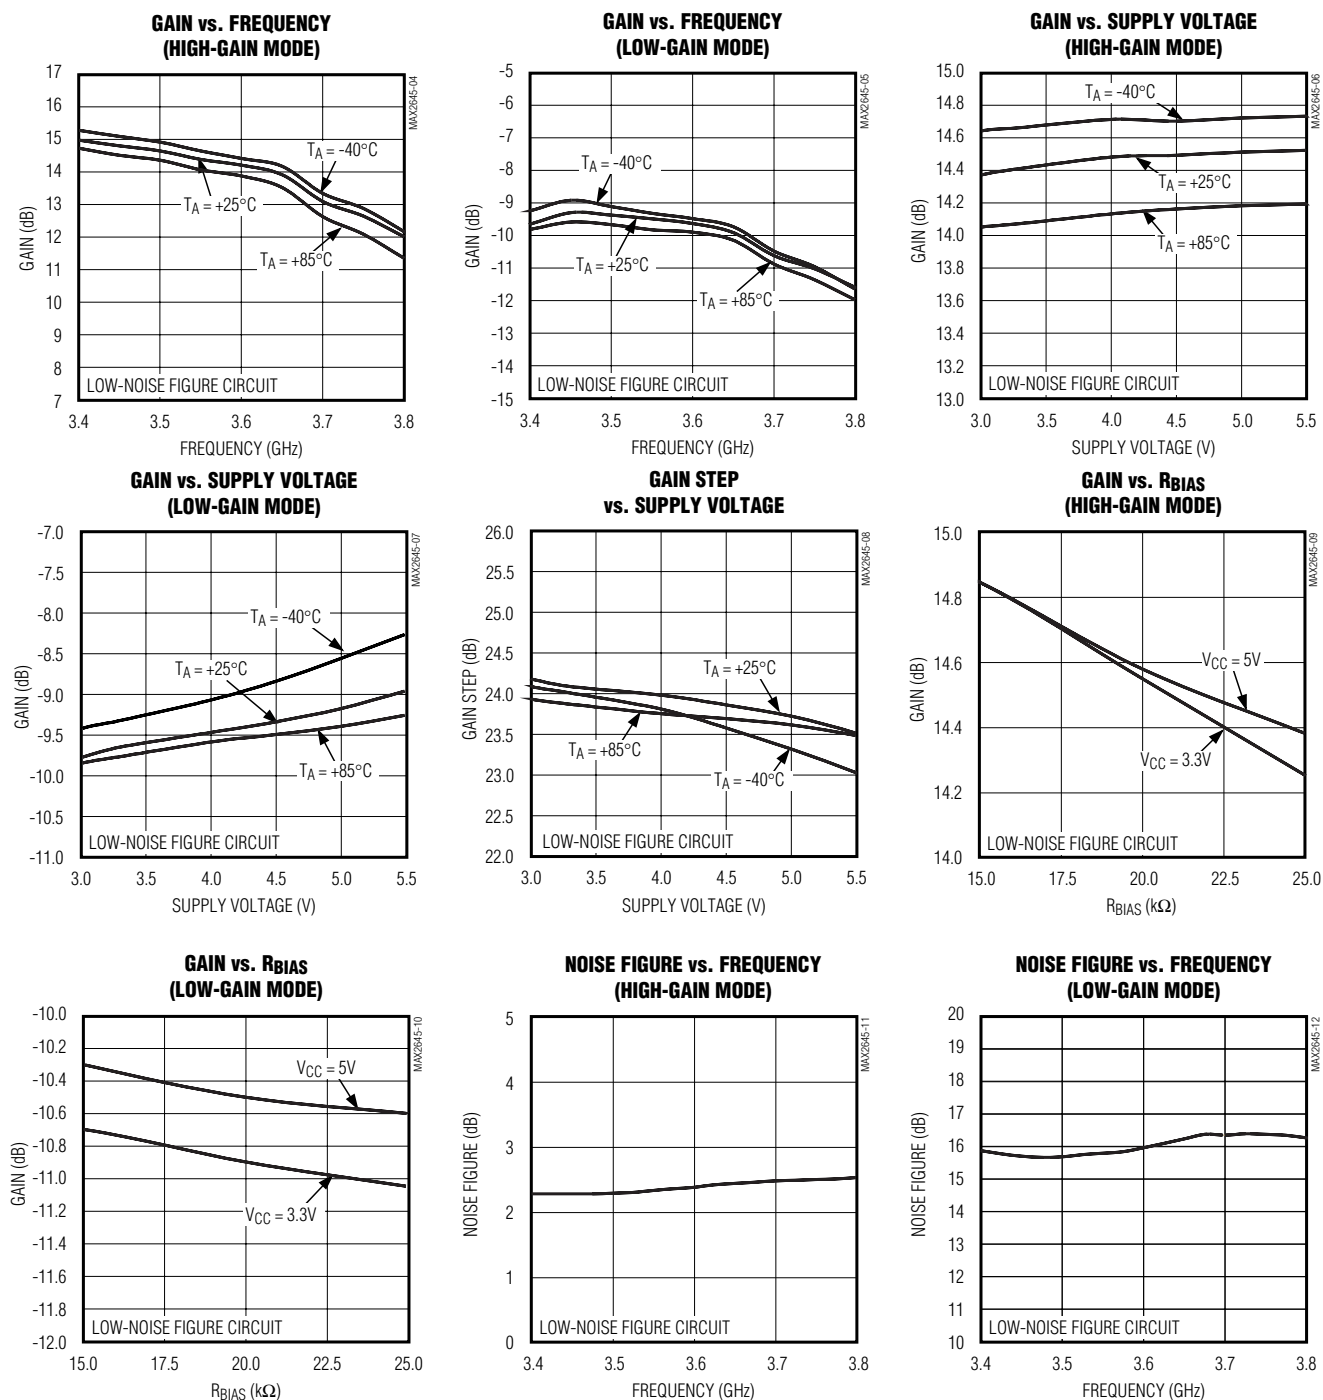 GAIN vs. FREQUENCY
(HIGH-GAIN MODE)
17
16
15
14
13
12
11
10
9
8
7
GAIN (dB)
MAX2645-04
TA = -40°C
TA = +25°C
TA = +85°C
LOW-NOISE FIGURE CIRCUIT
3.4
3.5
3.6
3.7
3.8
FREQUENCY (GHz)
GAIN vs. FREQUENCY
(LOW-GAIN MODE)
-5
-6
-7
-8
-9
-10
-11
-12
-13
-14
-15
GAIN (dB)
MAX2645-05
TA = -40°C
TA = +25°C
TA = +85°C
LOW-NOISE FIGURE CIRCUIT
3.4
3.5
3.6
3.7
3.8
FREQUENCY (GHz)
GAIN vs. SUPPLY VOLTAGE
(HIGH-GAIN MODE)
15.0
14.8
14.6
14.4
14.2
14.0
13.8
13.6
13.4
13.2
13.0
GAIN (dB)
MAX2645-06
TA = -40°C
TA = +25°C
TA = +85°C
LOW-NOISE FIGURE CIRCUIT
3.0
3.5
4.0
4.5
5.0
5.5
SUPPLY VOLTAGE (V)
GAIN vs. SUPPLY VOLTAGE
(LOW-GAIN MODE)
-7.0
-7.5
-8.0
-8.5
-9.0
-9.5
-10.0
-10.5
-11.0
GAIN (dB)
MAX2645-07
TA = -40°C
TA = +25°C
TA = +85°C
LOW-NOISE FIGURE CIRCUIT
3.0
3.5
4.0
4.5
5.0
5.5
SUPPLY VOLTAGE (V)
GAIN STEP
vs. SUPPLY VOLTAGE
26.0
25.5
25.0
24.5
24.0
23.5
23.0
22.5
22.0
GAIN STEP (dB)
MAX2645-08
TA = +25°C
TA = +85°C
TA = -40°C
LOW-NOISE FIGURE CIRCUIT
3.0
3.5
4.0
4.5
5.0
5.5
SUPPLY VOLTAGE (V)
GAIN vs. RBIAS
(HIGH-GAIN MODE)
15.0
14.8
14.6
14.4
14.2
14.0
GAIN (dB)
MAX2645-09
VCC = 5V
VCC = 3.3V
LOW-NOISE FIGURE CIRCUIT
15.0
17.5
20.0
22.5
25.0
RBIAS (kΩ)
GAIN vs. RBIAS
(LOW-GAIN MODE)
-10.0
-10.2
-10.4
-10.6
-10.8
-11.0
-11.2
-11.4
-11.6
-11.8
-12.0
GAIN (dB)
MAX2645-10
VCC = 5V
VCC = 3.3V
LOW-NOISE FIGURE CIRCUIT
15.0
17.5
20.0
22.5
25.0
RBIAS (kΩ)
NOISE FIGURE vs. FREQUENCY
(HIGH-GAIN MODE)
5
4
3
2
1
0
NOISE FIGURE (dB)
MAX2645-11
LOW-NOISE FIGURE CIRCUIT
3.4
3.5
3.6
3.7
3.8
FREQUENCY (GHz)
NOISE FIGURE vs. FREQUENCY
(LOW-GAIN MODE)
20
19
18
17
16
15
14
13
12
11
10
NOISE FIGURE (dB)
MAX2645-12
LOW-NOISE FIGURE CIRCUIT
3.4
3.5
3.6
3.7
3.8
FREQUENCY (GHz)